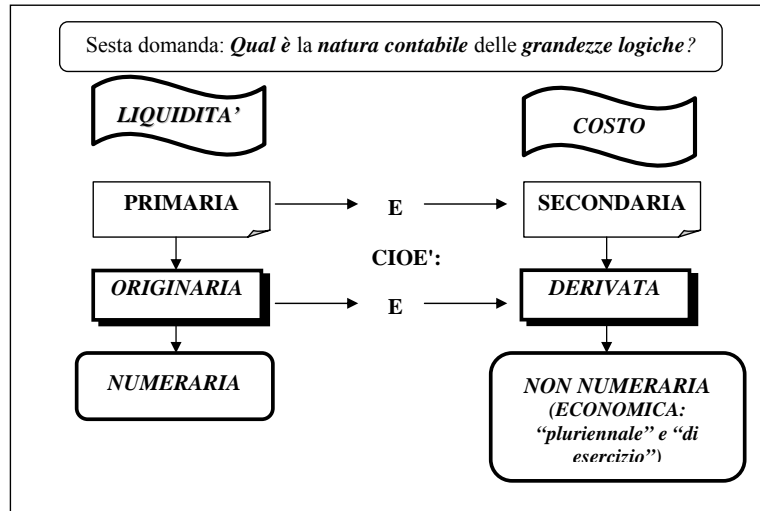 Sesta domanda: Qual è la natura contabile delle grandezze logiche?
LIQUIDITA’
COSTO
PRIMARIA
E
SECONDARIA
CIOE':
ORIGINARIA
E
DERIVATA
NUMERARIA
NON NUMERARIA
(ECONOMICA:
“pluriennale” e “di
esercizio”)